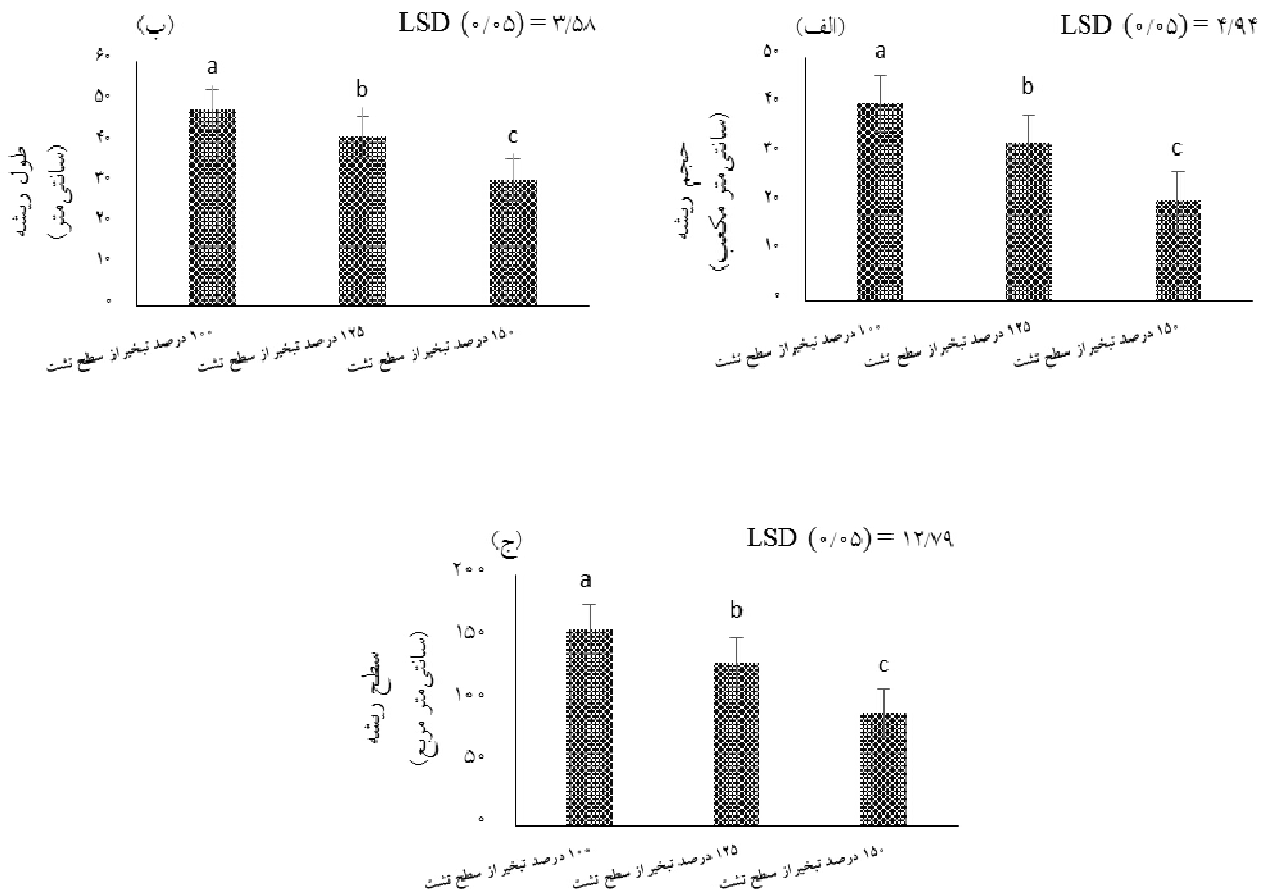 LSD (۰/۰۵) = ۴/۹۴
(الف)
حجم ریشه
(سانتی‌متر مکعب)
۵۰
۴۰
۳۰
۲۰
۱۰
۰
a
b
c
۱۰۰ درصد تبخیر از سطح تشت
۱۲۵ درصد تبخیر از سطح تشت
۱۵۰ درصد تبخیر از سطح تشت
LSD (۰/۰۵) = ۳/۵۸
(ب)
طول ریشه
(سانتی‌متر)
۶۰
۵۰
۴۰
۳۰
۲۰
۱۰
۰
a
b
c
۱۰۰ درصد تبخیر از سطح تشت
۱۲۵ درصد تبخیر از سطح تشت
۱۵۰ درصد تبخیر از سطح تشت
LSD (۰/۰۵) = ۱۲/۷۹
(ج)
سطح ریشه
(سانتی‌متر مربع)
۲۰۰
۱۵۰
۱۰۰
۵۰
۰
a
b
c
۱۰۰ درصد تبخیر از سطح تشت
۱۲۵ درصد تبخیر از سطح تشت
۱۵۰ درصد تبخیر از سطح تشت